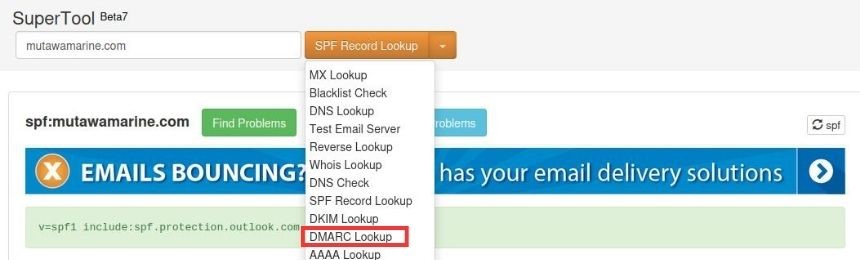 SuperTool Beta7
mutawamarine.com
SPF Record Lookup
MX Lookup
Blacklist Check
DNS Lookup
Test Email Server
Reverse Lookup
Whois Lookup
DNS Check
SPF Record Lookup
DKIM Lookup
DMARC Lookup
AAAA Lookup
spf:mutawamarine.com
Find Problems
roblems
spf
EMAILS BOUNCING?
has your email delivery solutions
v=spf1 include:spf.protection.outlook.com